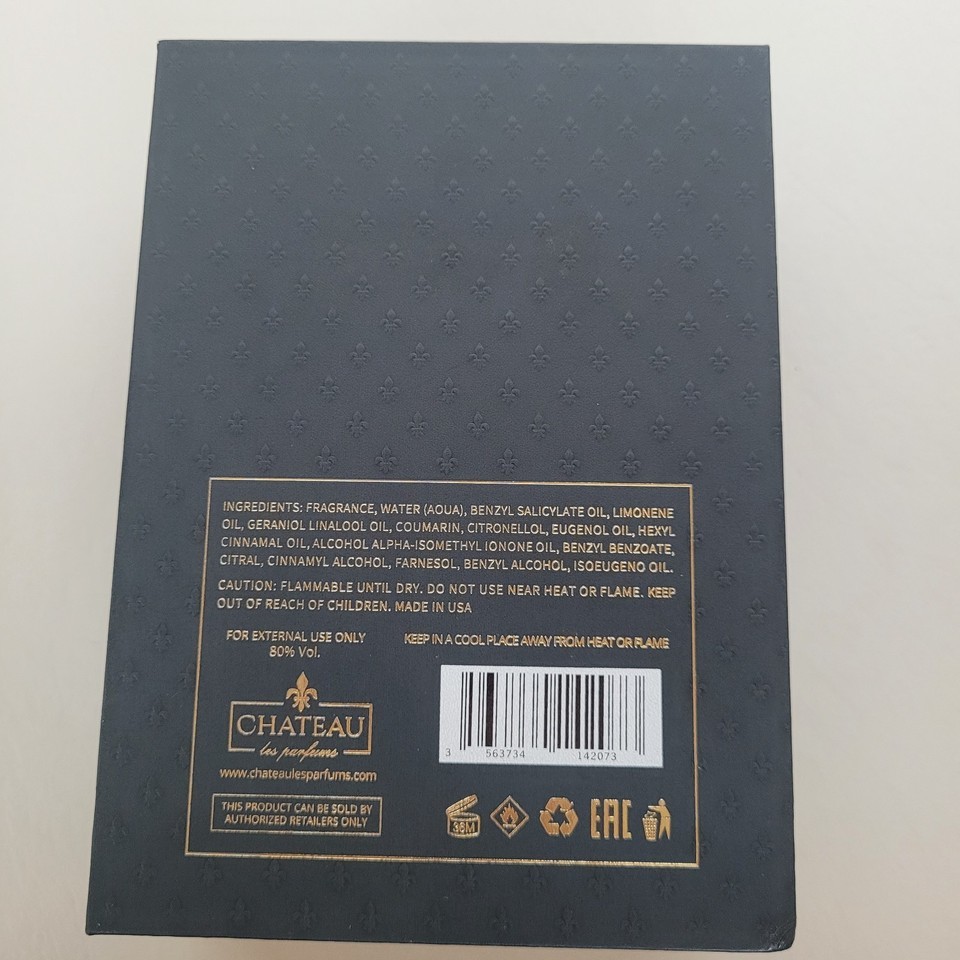 INGREDIENTS: FRAGRANCE, WATER (AOUA), BENZYL SALICYLATE OIL, LIMONENE
OIL, GERANIOL LINALOOL OIL, COUMARIN, CITRONELLOL, EUGENOL OIL, HEXYL
CINNAMAL OIL, ALCOHOL ALPHA-ISOMETHYL IONONE OIL, BENZYL BENZOATE,
CITRAL, CINNAMYL ALCOHOL, FARNESOL, BENZYL ALCOHOL, ISOEUGENO OIL.
CAUTION: FLAMMABLE UNTIL DRY. DO NOT USE NEAR HEAT OR FLAME. KEEP
OUT OF REACH OF CHILDREN. MADE IN USA
FOR EXTERNAL USE ONLY
80% Vol.
KEEP IN A COOL PLACE AWAY FROM HEAT OR FLAME
CHATEAU
les parfums
www.chateaulesparfums.com
THIS PRODUCT CAN BE SOLD BY
AUTHORIZED RETAILERS ONLY
3 563734 142073
36M
EAC